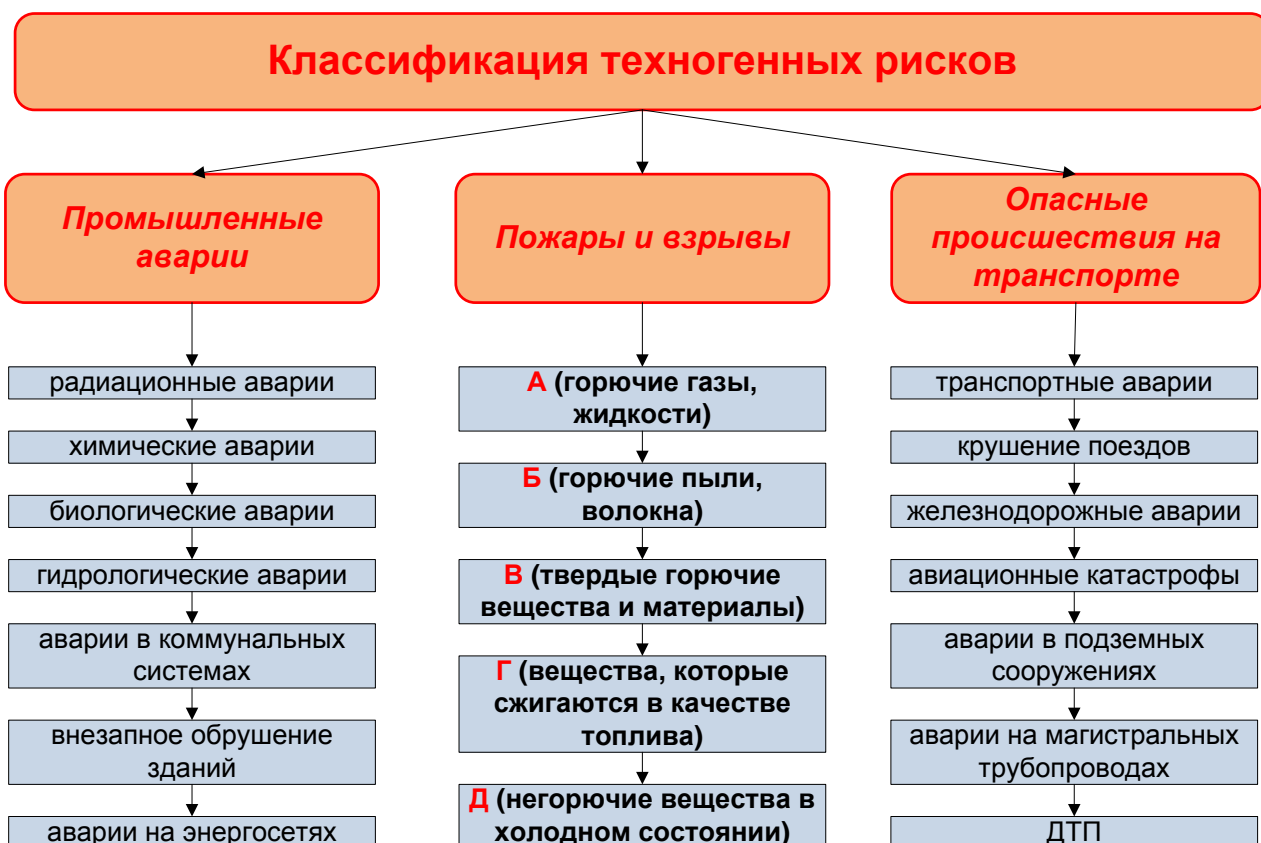 Классификация техногенных рисков
Промышленные
аварии
радиационные аварии
химические аварии
биологические аварии
гидрологические аварии
аварии в коммунальных
системах
внезапное обрушение
зданий
аварии на энергосетях
Пожары и взрывы
А (горючие газы,
жидкости)
Б (горючие пыли,
волокна)
В (твердые горючие
вещества и материалы)
Г (вещества, которые
сжигаются в качестве
топлива)
Д (негорючие вещества в
холодном состоянии)
Опасные
происшествия на
транспорте
транспортные аварии
крушение поездов
железнодорожные аварии
авиационные катастрофы
аварии в подземных
сооружениях
аварии на магистральных
трубопроводах
ДТП